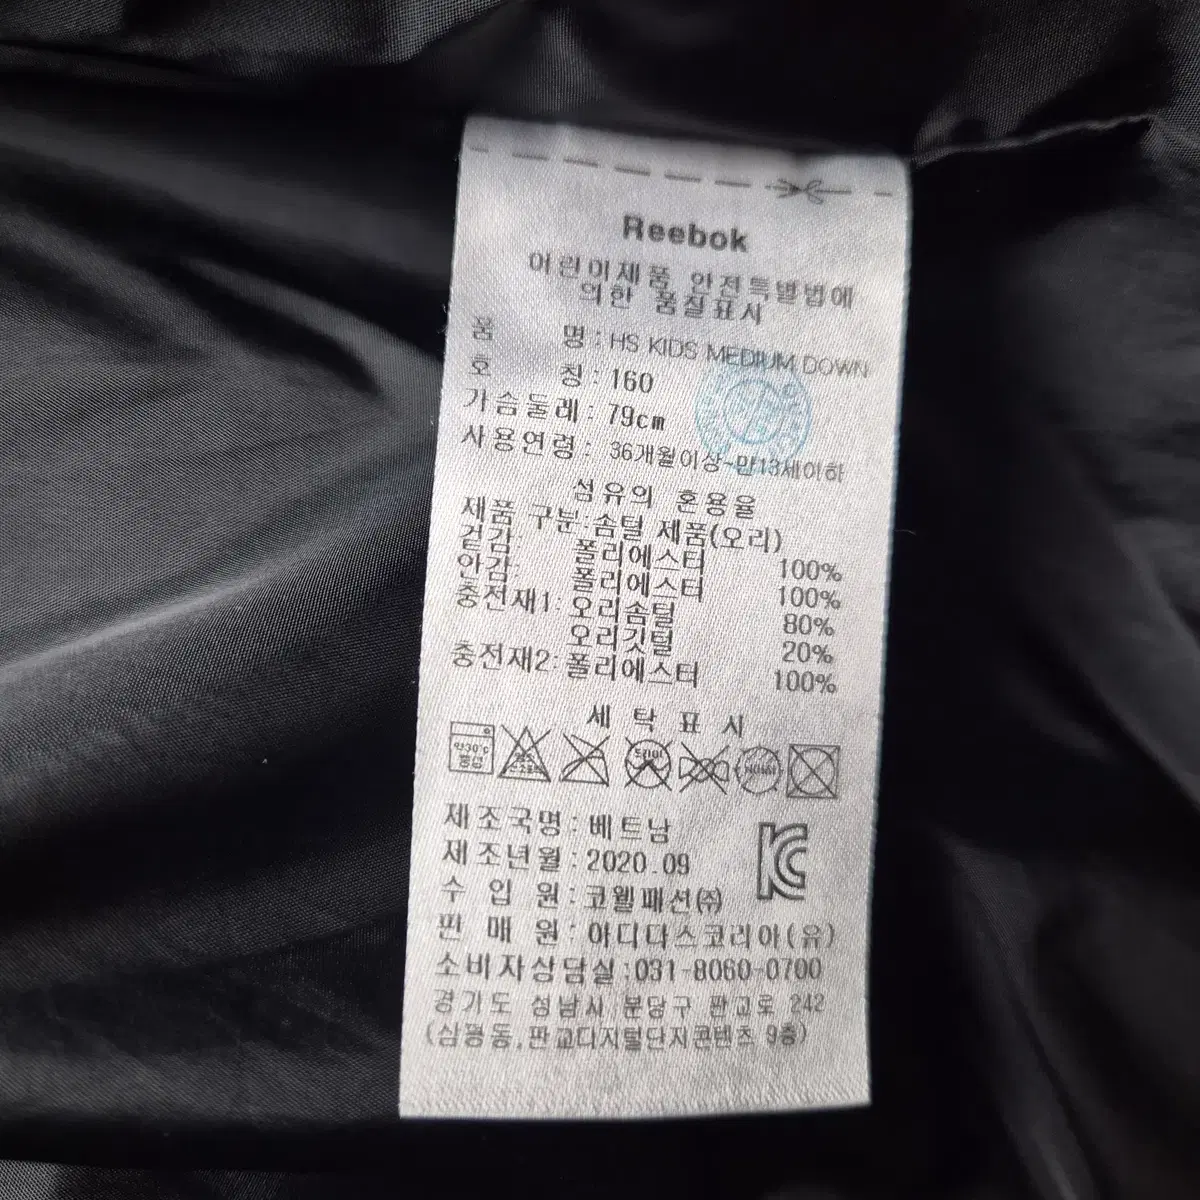 Reebok
어린이제품 안전특별법에
의한 품질표시
품 명 : HS KIDS MEDIUM DOWN
호 칭 : 160
가슴둘레 : 79cm
사용연령 : 36개월이상~만13세이하
섬유의 혼용율
제품 구분:솜털 제품(오리)
겉감: 폴리에스터 100%
안감: 폴리에스터 100%
충전재1: 오리솜털 80%
오리깃털 20%
충전재2: 폴리에스터 100%
세 탁 표 시
약30℃
중성
제조국명 : 베트남
제조년월 : 2020.09
수 입 원 : 코웰패션㈜
판 매 원 : 아디다스코리아(유)
소비자상담실:031-8060-0700
경기도 성남시 분당구 판교로 242
(삼평동,판교디지털단지콘텐츠 9층)